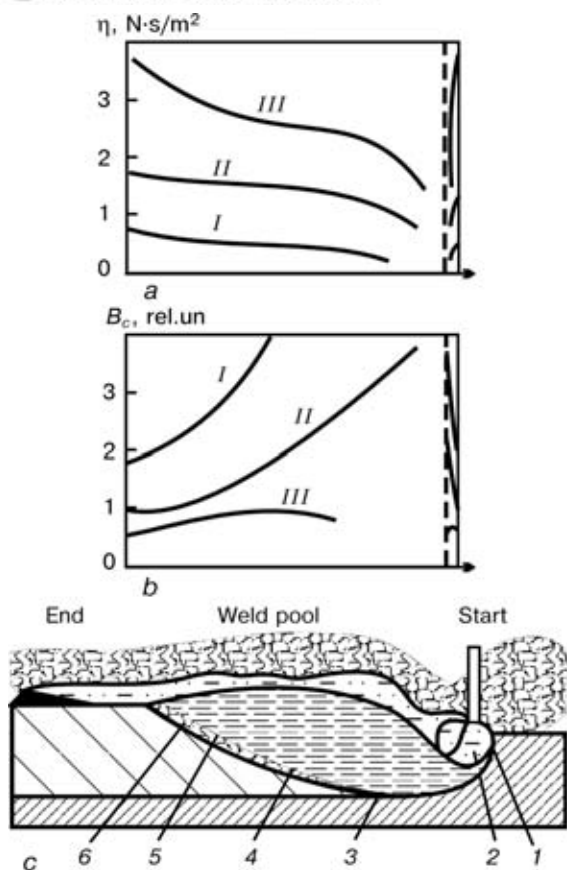 η, N·s/m²
3
III
2
II
1
I
0
a
B_c, rel.un
3
I
II
2
1
III
0
b
End Weld pool Start
c 6 5 4 3 2 1